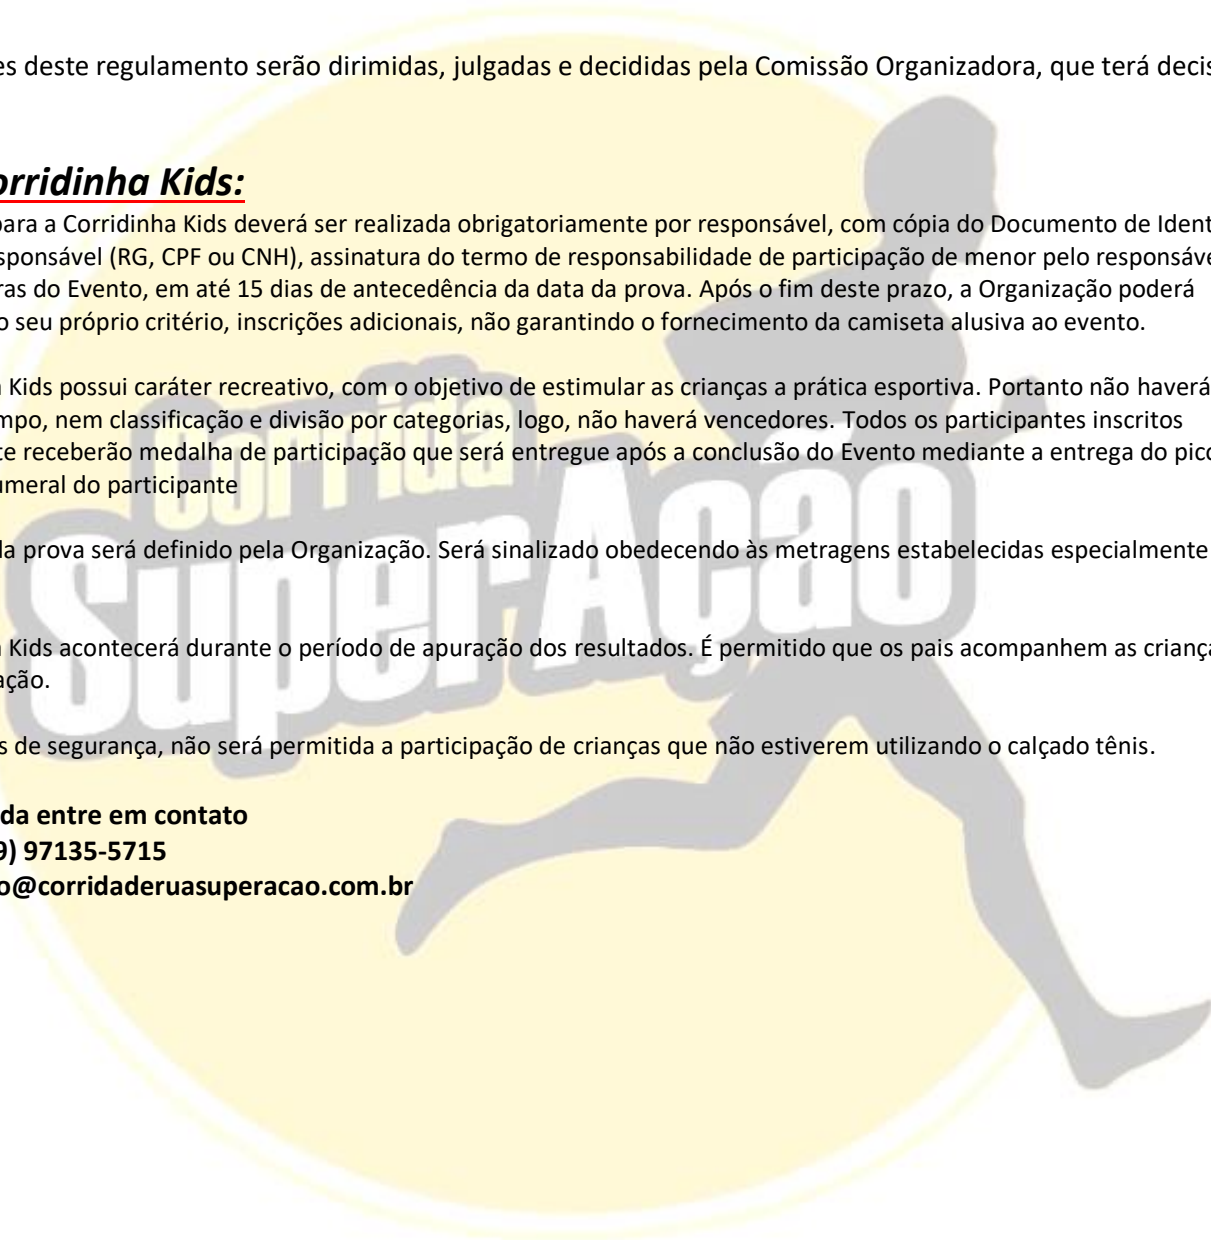 es deste regulamento serão dirimidas, julgadas e decididas pela Comissão Organizadora, que terá decis
orridinha Kids:
para a Corridinha Kids deverá ser realizada obrigatoriamente por responsável, com cópia do Documento de Ident
sponsável (RG, CPF ou CNH), assinatura do termo de responsabilidade de participação de menor pelo responsáve
ras do Evento, em até 15 dias de antecedência da data da prova. Após o fim deste prazo, a Organização poderá
o seu próprio critério, inscrições adicionais, não garantindo o fornecimento da camiseta alusiva ao evento.
a Kids possui caráter recreativo, com o objetivo de estimular as crianças a prática esportiva. Portanto não haverá
mpo, nem classificação e divisão por categorias, logo, não haverá vencedores. Todos os participantes inscritos
te receberão medalha de participação que será entregue após a conclusão do Evento mediante a entrega do pico
umeral do participante
da prova será definido pela Organização. Será sinalizado obedecendo às metragens estabelecidas especialmente
a Kids acontecerá durante o período de apuração dos resultados. É permitido que os pais acompanhem as criança
ação.
s de segurança, não será permitida a participação de crianças que não estiverem utilizando o calçado tênis.
da entre em contato
9) 97135-5715
o@corridaderuasuperacao.com.br
Corrida
SuperAçao